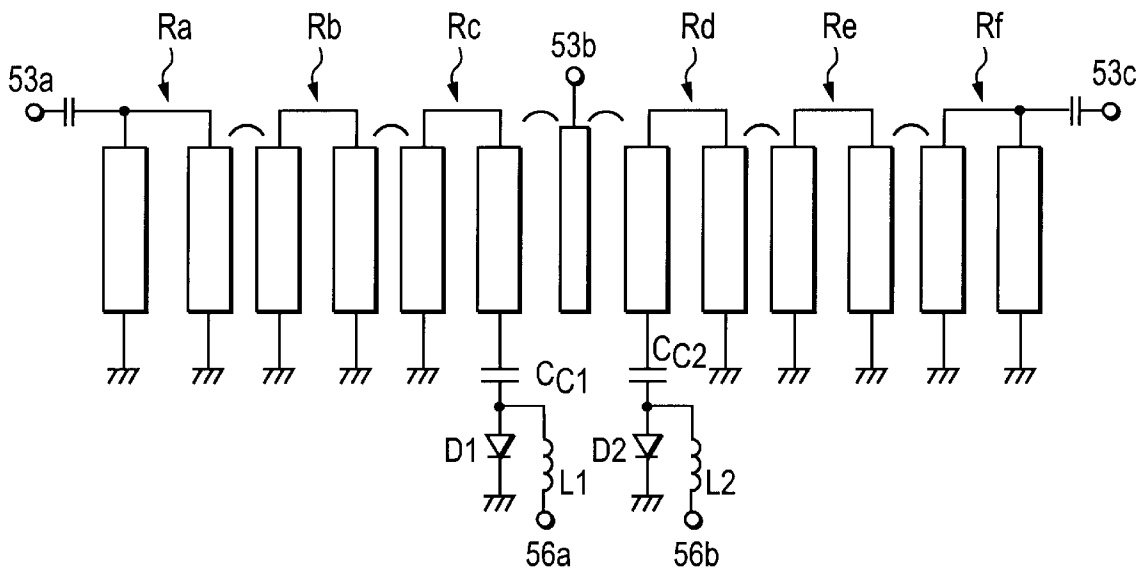 Ra Rb Rc 53b Rd Re Rf
53a 53c
CC1 CC2
D1 L1 D2 L2
56a 56b